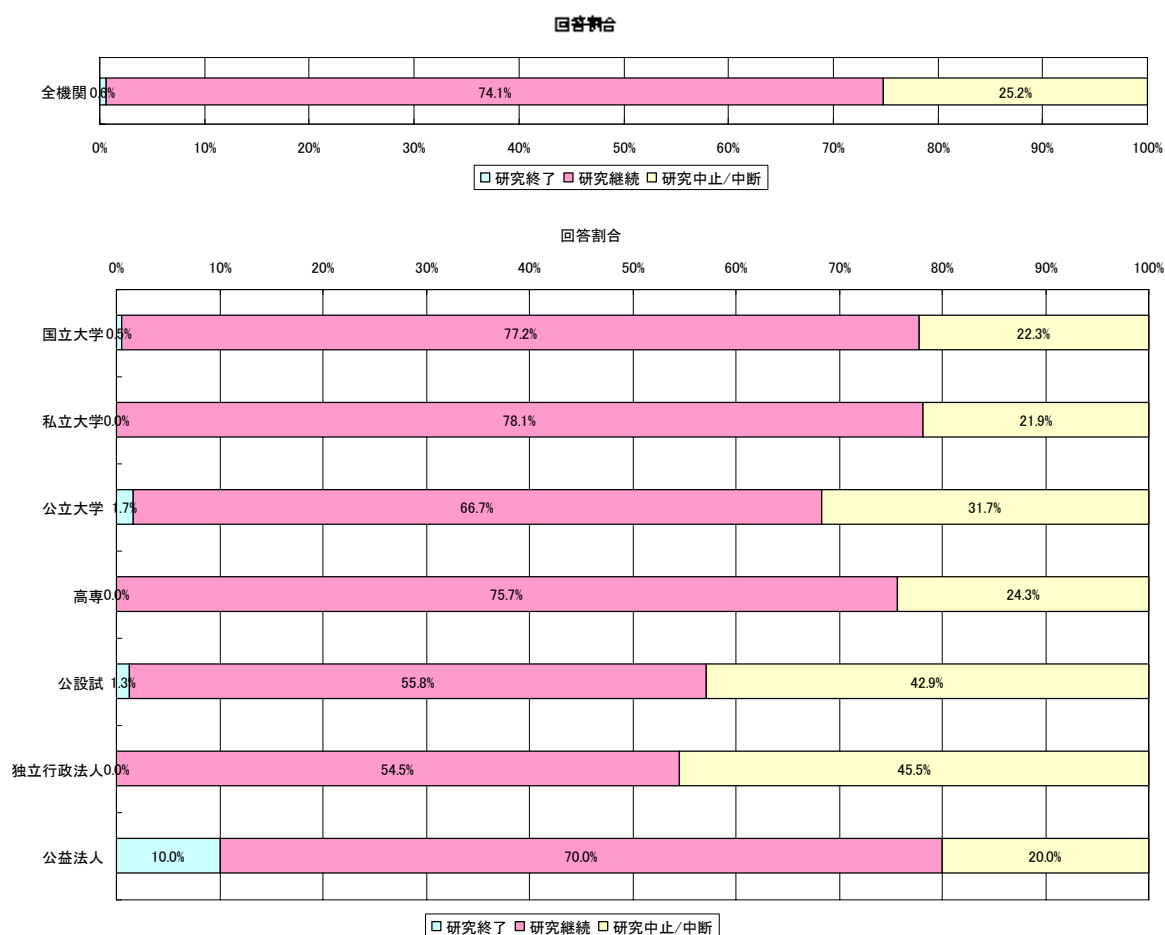 回答割合
全機関 0.6% 74.1% 25.2%
0% 10% 20% 30% 40% 50% 60% 70% 80% 90% 100%
研究終了 研究継続 研究中止/中断
回答割合
0% 10% 20% 30% 40% 50% 60% 70% 80% 90% 100%
国立大学 0.5% 77.2% 22.3%
私立大学 0.0% 78.1% 21.9%
公立大学 1.7% 66.7% 31.7%
高専 0.0% 75.7% 24.3%
公設試 1.3% 55.8% 42.9%
独立行政法人 0.0% 54.5% 45.5%
公益法人 10.0% 70.0% 20.0%
研究終了 研究継続 研究中止/中断